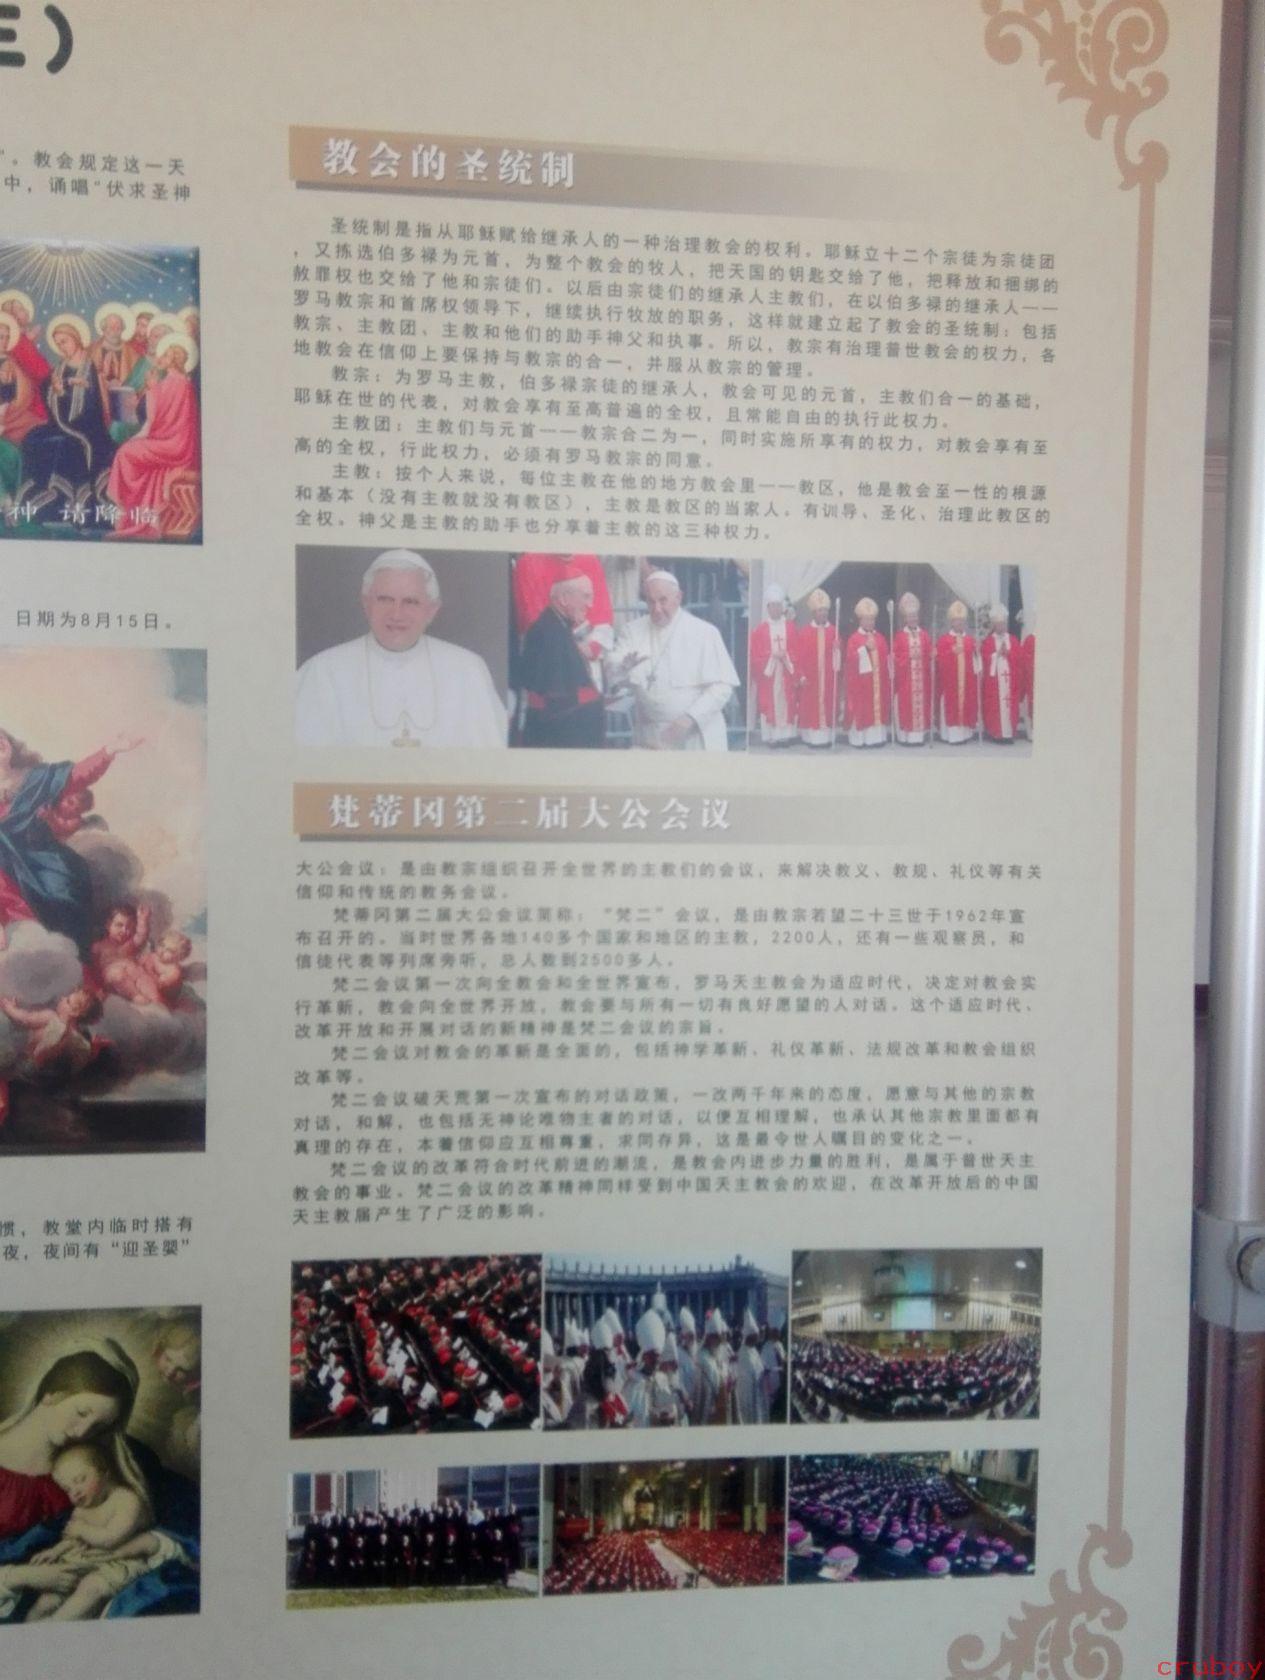 三）
”。教会规定这一天
中，诵唱“伏求圣神
神 请降临
日期为8月15日。
惯，教堂内临时搭有
夜，夜间有“迎圣婴”
教会的圣统制
圣统制是指从耶稣赋给继承人的一种治理教会的权利。耶稣立十二个宗徒为宗徒团
，又拣选伯多禄为元首，为整个教会的牧人，把天国的钥匙交给了他，把释放和捆绑的
赦罪权也交给了他和宗徒们。以后由宗徒们的继承人主教们，在以伯多禄的继承人——
罗马教宗和首席权领导下，继续执行牧放的职务，这样就建立起了教会的圣统制：包括
教宗、主教团、主教和他们的助手神父和执事。所以，教宗有治理普世教会的权力，各
地教会在信仰上要保持与教宗的合一，并服从教宗的管理。
教宗：为罗马主教，伯多禄宗徒的继承人，教会可见的元首，主教们合一的基础，
耶稣在世的代表，对教会享有至高普遍的全权，且常能自由的执行此权力。
主教团：主教们与元首——教宗合二为一，同时实施所享有的权力，对教会享有至
高的全权，行此权力，必须有罗马教宗的同意。
主教：按个人来说，每位主教在他的地方教会里——教区，他是教会至一性的根源
和基本（没有主教就没有教区），主教是教区的当家人。有训导、圣化、治理此教区的
全权。神父是主教的助手也分享着主教的这三种权力。
梵蒂冈第二届大公会议
大公会议：是由教宗组织召开全世界的主教们的会议，来解决教义、教规、礼仪等有关
信仰和传统的教务会议。
梵蒂冈第二届大公会议简称：“梵二”会议，是由教宗若望二十三世于1962年宣
布召开的。当时世界各地140多个国家和地区的主教，2200人，还有一些观察员，和
信徒代表等列席旁听，总人数到2500多人。
梵二会议第一次向全教会和全世界宣布，罗马天主教会为适应时代，决定对教会实
行革新，教会向全世界开放，教会要与所有一切有良好愿望的人对话。这个适应时代、
改革开放和开展对话的新精神是梵二会议的宗旨。
梵二会议对教会的革新是全面的，包括神学革新、礼仪革新、法规改革和教会组织
改革等。
梵二会议破天荒第一次宣布的对话政策，一改两千年来的态度，愿意与其他的宗教
对话，和解，也包括无神论唯物主者的对话，以便互相理解，也承认其他宗教里面都有
真理的存在，本着信仰应互相尊重，求同存异，这是最令世人瞩目的变化之一。
梵二会议的改革符合时代前进的潮流，是教会内进步力量的胜利，是属于普世天主
教会的事业。梵二会议的改革精神同样受到中国天主教会的欢迎，在改革开放后的中国
天主教届产生了广泛的影响。
cruboy